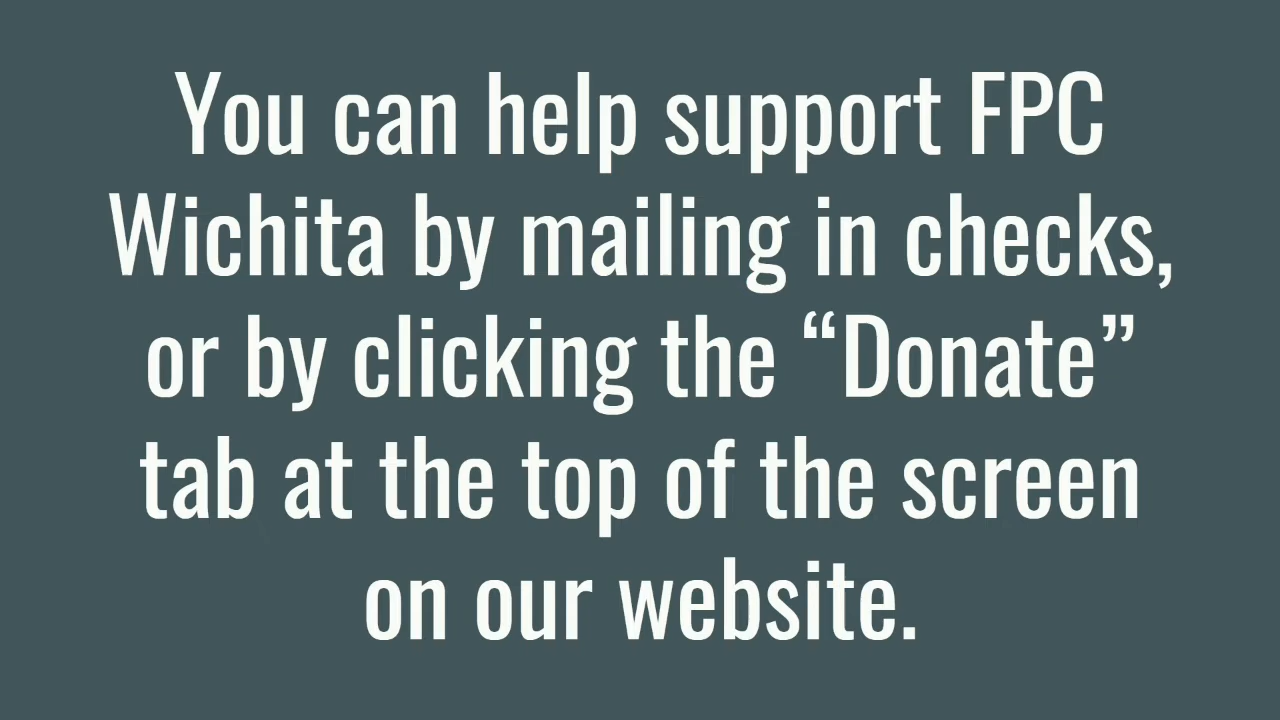 You can help support FPC
Wichita by mailing in checks,
or by clicking the “Donate”
tab at the top of the screen
on our website.